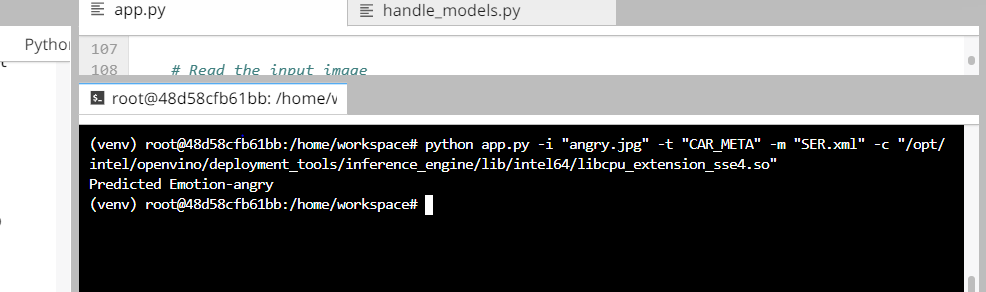 app.py
handle_models.py
Python
107
108
# Read the input image
root@48d58cfb61bb: /home/w
(venv) root@48d58cfb61bb:/home/workspace# python app.py -i "angry.jpg" -t "CAR_META" -m "SER.xml" -c "/opt/
intel/openvino/deployment_tools/inference_engine/lib/intel64/libcpu_extension_sse4.so"
Predicted Emotion-angry
(venv) root@48d58cfb61bb:/home/workspace#